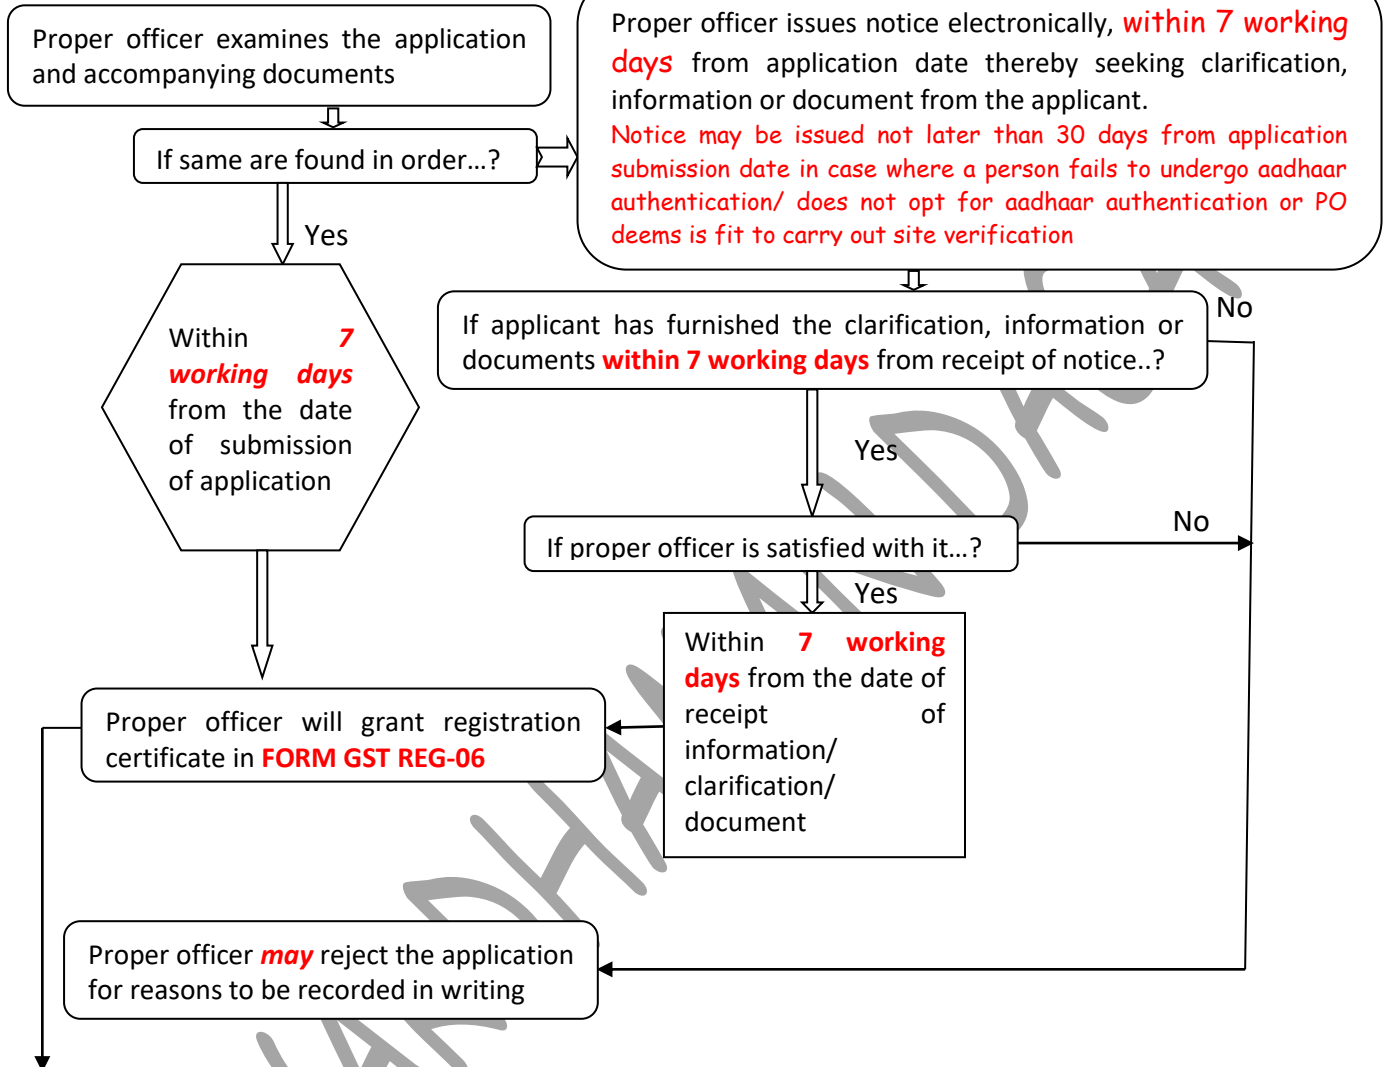 Proper officer examines the application
and accompanying documents
If same are found in order...?
Proper officer issues notice electronically, within 7 working
days from application date thereby seeking clarification,
information or document from the applicant.
Notice may be issued not later than 30 days from application
submission date in case where a person fails to undergo aadhaar
authentication/ does not opt for aadhaar authentication or PO
deems is fit to carry out site verification
Yes
Within 7
working days
from the date
of submission
of application
If applicant has furnished the clarification, information or
documents within 7 working days from receipt of notice..?
No
Yes
If proper officer is satisfied with it...?
No
Yes
Within 7 working
days from the date of
receipt of
information/
clarification/
document
Proper officer will grant registration
certificate in FORM GST REG-06
Proper officer may reject the application
for reasons to be recorded in writing